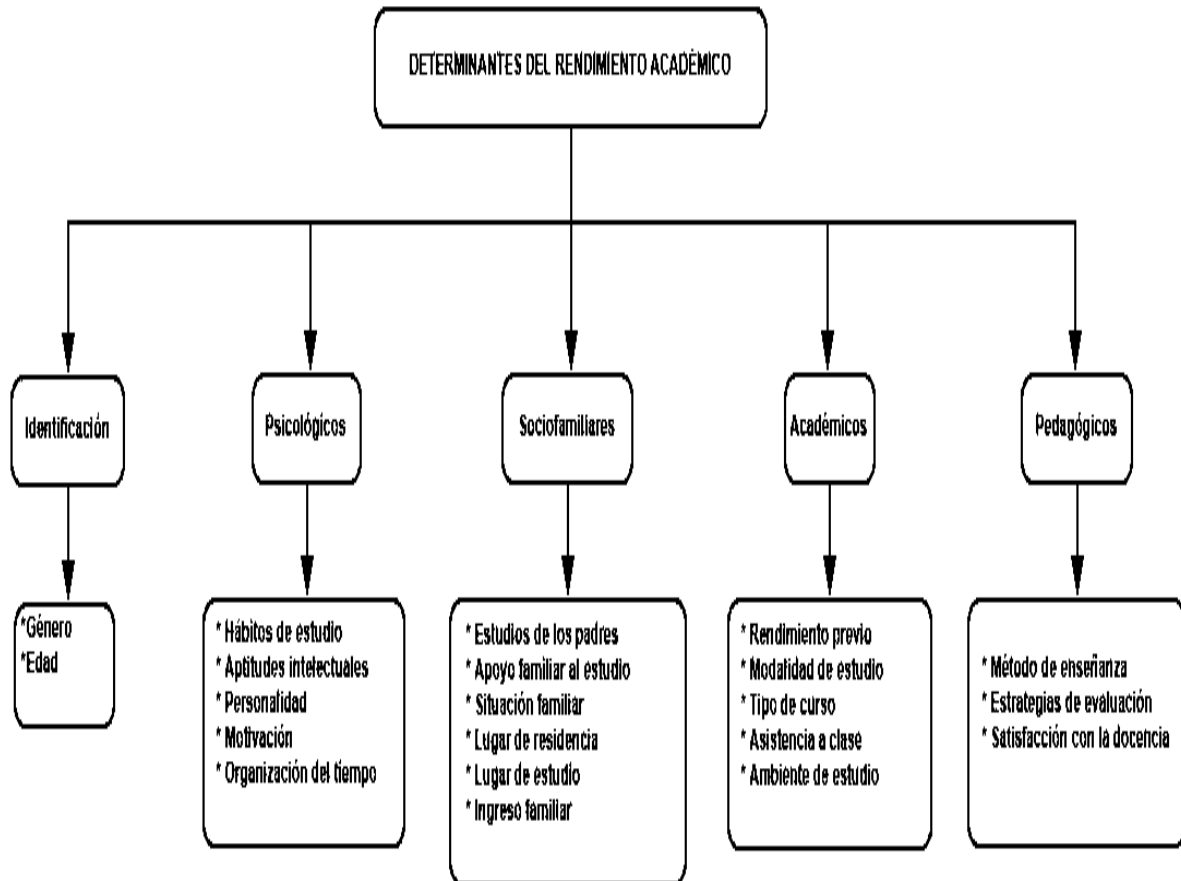 DETERMINANTES DEL RENDIMIENTO ACADÉMICO
Identificación
Psicológicos
Sociofamiliares
Académicos
Pedagógicos
*Género
*Edad
* Hábitos de estudio
* Aptitudes intelectuales
* Personalidad
* Motivación
* Organización del tiempo
* Estudios de los padres
* Apoyo familiar al estudio
* Situación familiar
* Lugar de residencia
* Lugar de estudio
* Ingreso familiar
* Rendimiento previo
* Modalidad de estudio
* Tipo de curso
* Asistencia a clase
* Ambiente de estudio
* Método de enseñanza
* Estrategias de evaluación
* Satisfacción con la docencia